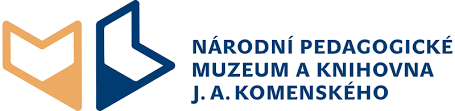 NÁRODNÍ PEDAGOGICKÉ
MUZEUM A KNIHOVNA
J. A. KOMENSKÉHO